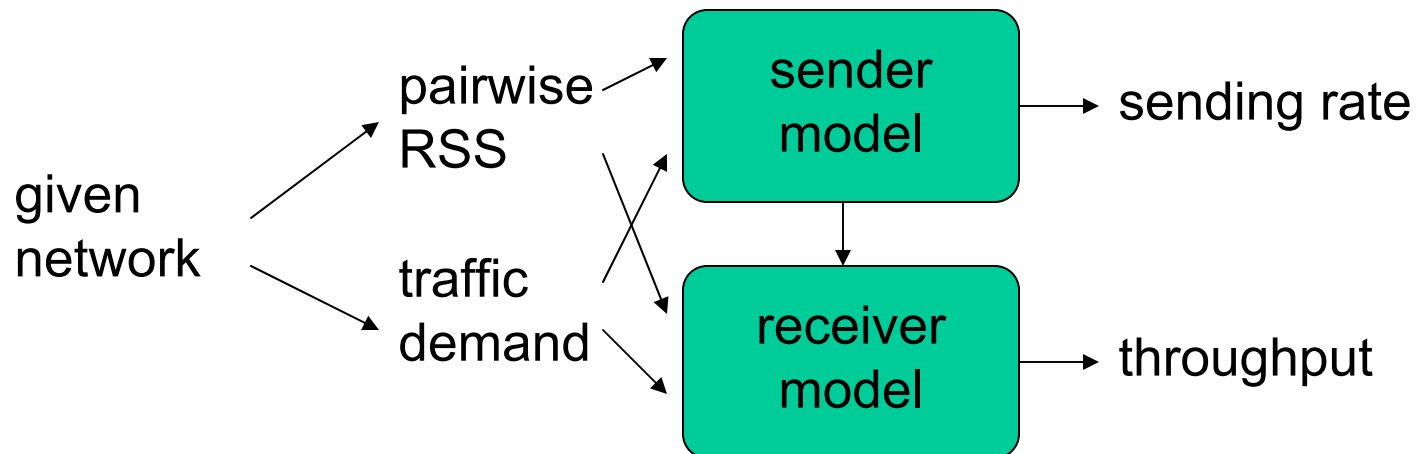 given
network
pairwise
RSS
traffic
demand
sender
model
receiver
model
sending rate
throughput